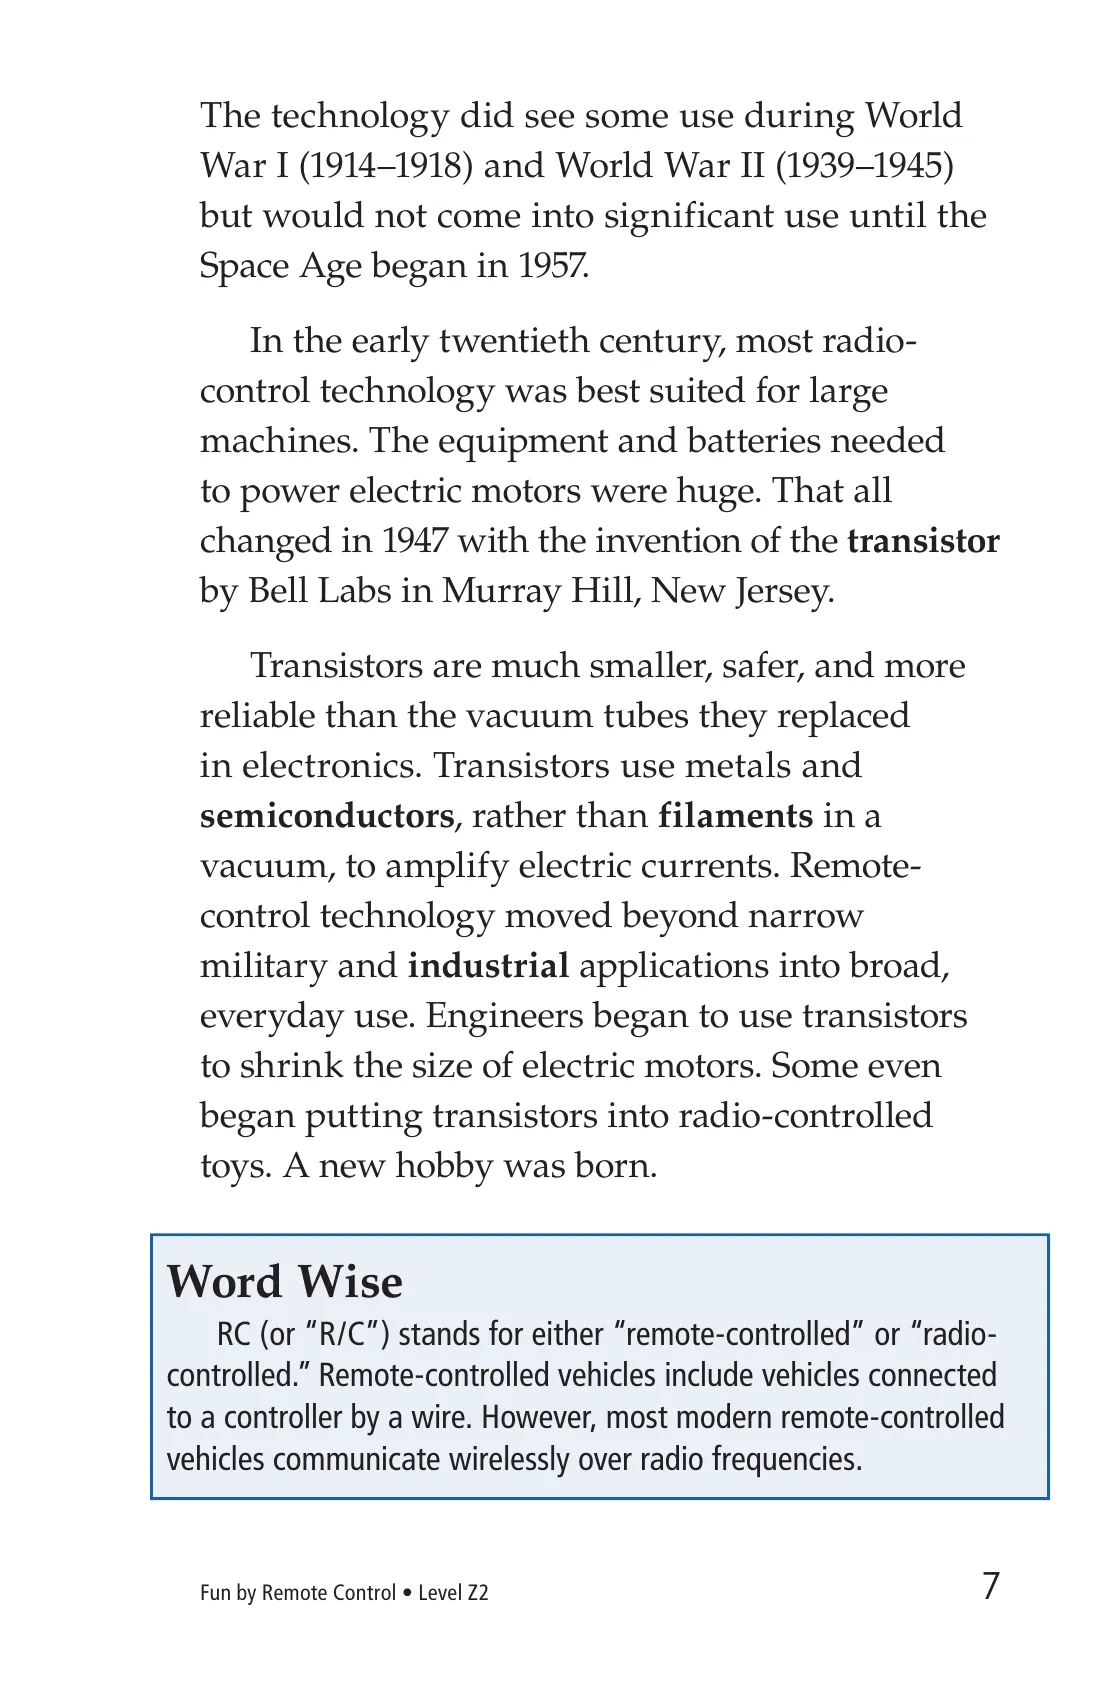 The technology did see some use during World
War I (1914–1918) and World War II (1939–1945)
but would not come into significant use until the
Space Age began in 1957.
In the early twentieth century, most radio-
control technology was best suited for large
machines. The equipment and batteries needed
to power electric motors were huge. That all
changed in 1947 with the invention of the transistor
by Bell Labs in Murray Hill, New Jersey.
Transistors are much smaller, safer, and more
reliable than the vacuum tubes they replaced
in electronics. Transistors use metals and
semiconductors, rather than filaments in a
vacuum, to amplify electric currents. Remote-
control technology moved beyond narrow
military and industrial applications into broad,
everyday use. Engineers began to use transistors
to shrink the size of electric motors. Some even
began putting transistors into radio-controlled
toys. A new hobby was born.
Word Wise
RC (or “R/C”) stands for either “remote-controlled” or “radio-
controlled.” Remote-controlled vehicles include vehicles connected
to a controller by a wire. However, most modern remote-controlled
vehicles communicate wirelessly over radio frequencies.
Fun by Remote Control • Level Z2
7